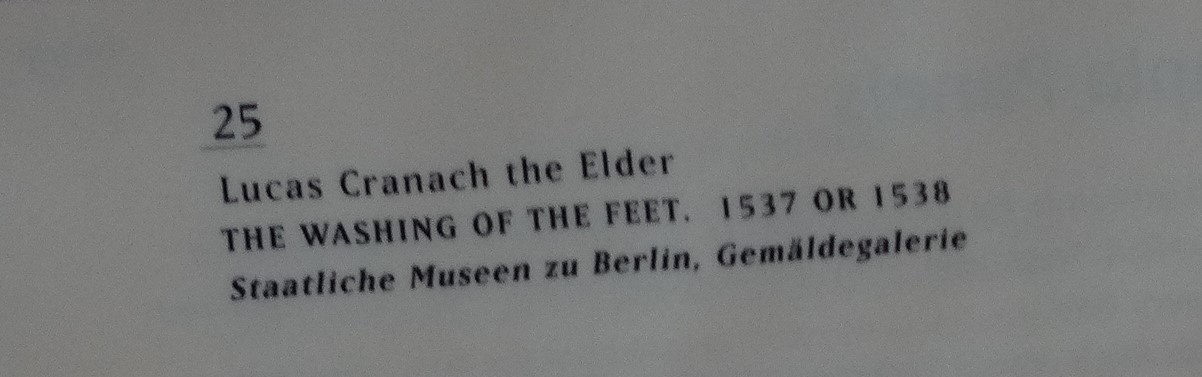 25
Lucas Cranach the Elder
THE WASHING OF THE FEET. 1537 OR 1538
Staatliche Museen zu Berlin, Gemäldegalerie